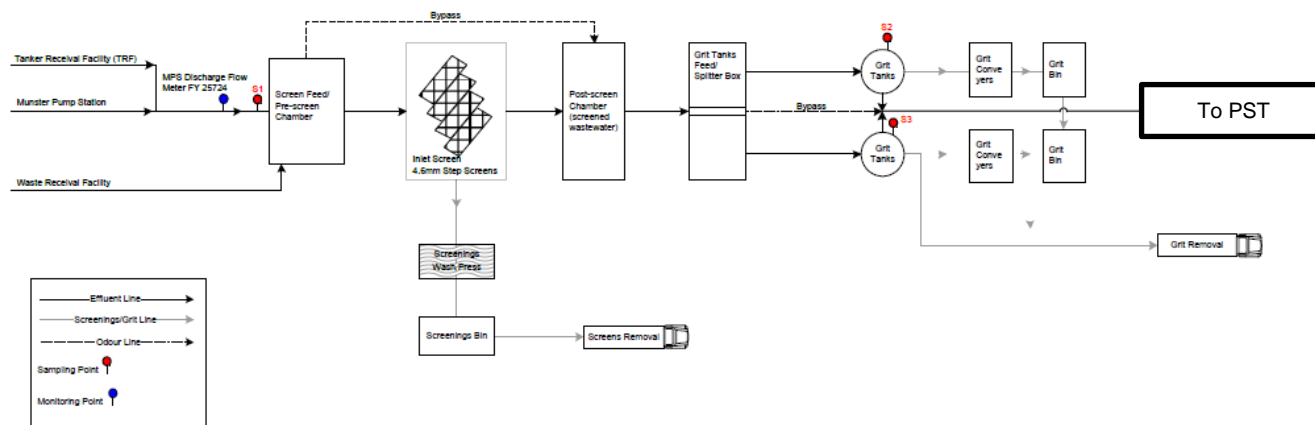 Bypass
Tanker Receival Facility (TRF)
MPS Discharge Flow
Meter FY 25724
S1
Munster Pump Station
Waste Receival Facility
Screen Feed/
Pre-screen
Chamber
Inlet Screen
4.6mm Step Screens
Post-screen
Chamber
(screened
wastewater)
Grit Tanks
Feed/
Splitter Box
Bypass
S2
Grit
Tanks
S3
Grit
Tanks
Grit
Conve
yers
Grit
Bin
Grit
Conve
yers
Grit
Bin
To PST
Grit Removal
Screenings
Wash Press
Screenings Bin
Screens Removal
Effluent Line
Screenings/Grit Line
Odour Line
Sampling Point
Monitoring Point